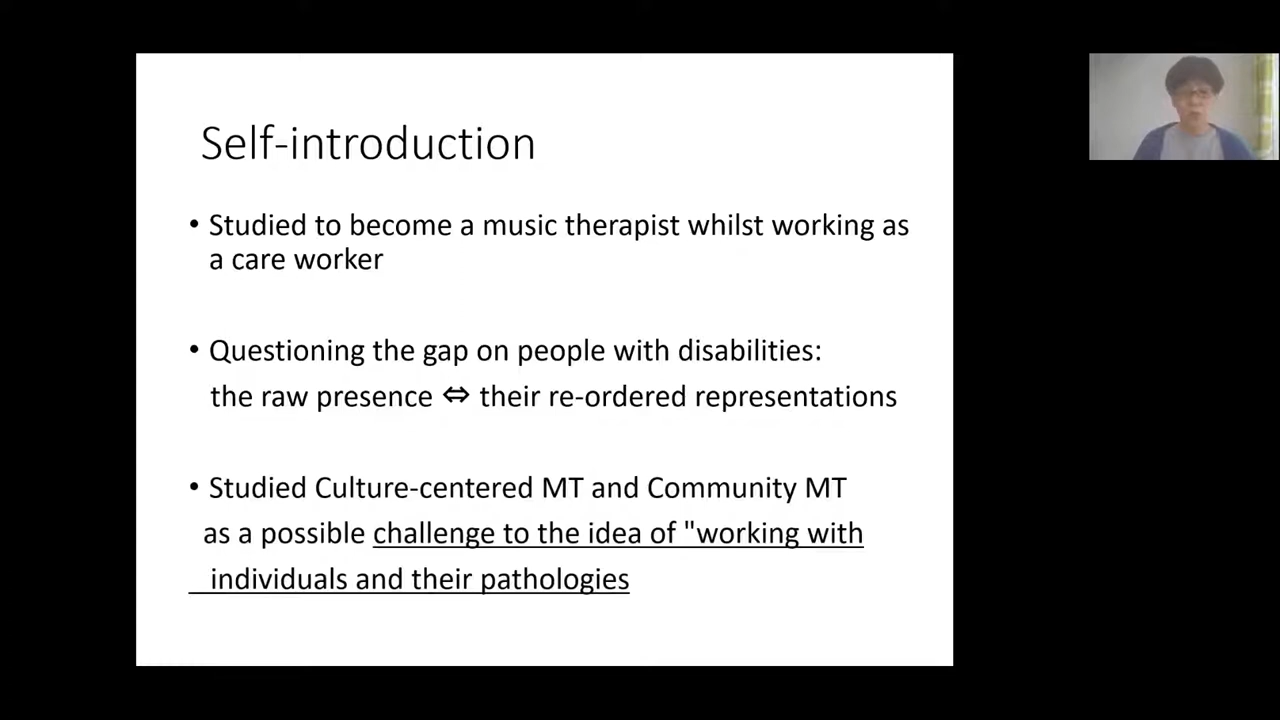 Self-introduction
• Studied to become a music therapist whilst working as
a care worker
• Questioning the gap on people with disabilities:
the raw presence ⇔ their re-ordered representations
• Studied Culture-centered MT and Community MT
as a possible challenge to the idea of "working with
individuals and their pathologies